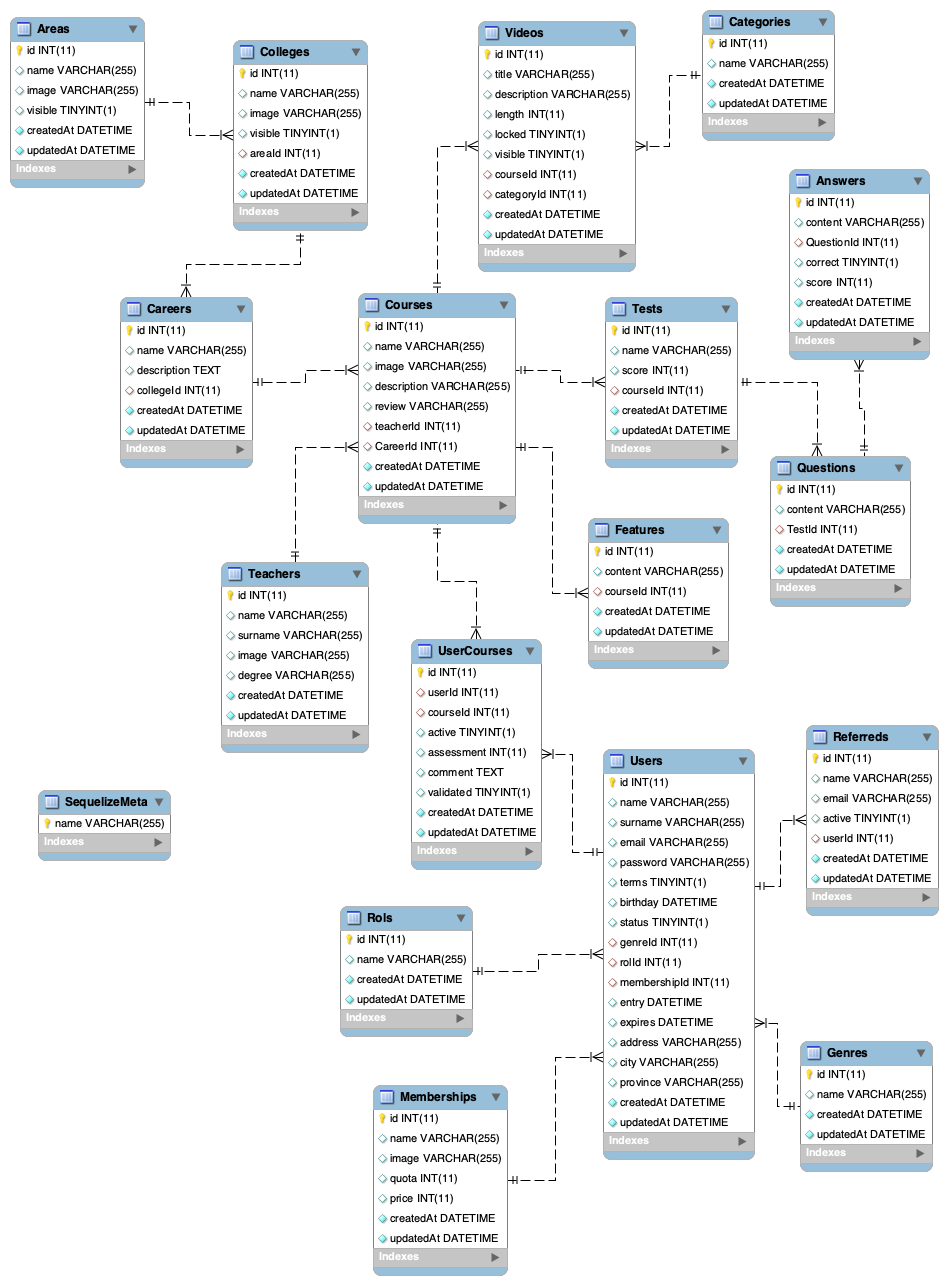 Areas
id INT(11)
name VARCHAR(255)
image VARCHAR(255)
visible TINYINT(1)
createdAt DATETIME
updatedAt DATETIME
Indexes
Colleges
id INT(11)
name VARCHAR(255)
image VARCHAR(255)
visible TINYINT(1)
areaId INT(11)
createdAt DATETIME
updatedAt DATETIME
Indexes
Videos
id INT(11)
title VARCHAR(255)
description VARCHAR(255)
length INT(11)
locked TINYINT(1)
visible TINYINT(1)
courseId INT(11)
categoryId INT(11)
createdAt DATETIME
updatedAt DATETIME
Indexes
Categories
id INT(11)
name VARCHAR(255)
createdAt DATETIME
updatedAt DATETIME
Indexes
Answers
id INT(11)
content VARCHAR(255)
QuestionId INT(11)
correct TINYINT(1)
score INT(11)
createdAt DATETIME
updatedAt DATETIME
Indexes
Careers
id INT(11)
name VARCHAR(255)
description TEXT
collegeId INT(11)
createdAt DATETIME
updatedAt DATETIME
Indexes
Courses
id INT(11)
name VARCHAR(255)
image VARCHAR(255)
description VARCHAR(255)
review VARCHAR(255)
teacherId INT(11)
CareerId INT(11)
createdAt DATETIME
updatedAt DATETIME
Indexes
Tests
id INT(11)
name VARCHAR(255)
score INT(11)
courseId INT(11)
createdAt DATETIME
updatedAt DATETIME
Indexes
Questions
id INT(11)
content VARCHAR(255)
TestId INT(11)
createdAt DATETIME
updatedAt DATETIME
Indexes
Features
id INT(11)
content VARCHAR(255)
courseId INT(11)
createdAt DATETIME
updatedAt DATETIME
Indexes
Teachers
id INT(11)
name VARCHAR(255)
surname VARCHAR(255)
image VARCHAR(255)
degree VARCHAR(255)
createdAt DATETIME
updatedAt DATETIME
Indexes
UserCourses
id INT(11)
userId INT(11)
courseId INT(11)
active TINYINT(1)
assessment INT(11)
comment TEXT
validated TINYINT(1)
createdAt DATETIME
updatedAt DATETIME
Indexes
Users
id INT(11)
name VARCHAR(255)
surname VARCHAR(255)
email VARCHAR(255)
password VARCHAR(255)
terms TINYINT(1)
birthday DATETIME
status TINYINT(1)
genreId INT(11)
rolId INT(11)
membershipId INT(11)
entry DATETIME
expires DATETIME
address VARCHAR(255)
city VARCHAR(255)
province VARCHAR(255)
createdAt DATETIME
updatedAt DATETIME
Indexes
Referreds
id INT(11)
name VARCHAR(255)
email VARCHAR(255)
active TINYINT(1)
userId INT(11)
createdAt DATETIME
updatedAt DATETIME
Indexes
SequelizeMeta
name VARCHAR(255)
Indexes
Rols
id INT(11)
name VARCHAR(255)
createdAt DATETIME
updatedAt DATETIME
Indexes
Genres
id INT(11)
name VARCHAR(255)
createdAt DATETIME
updatedAt DATETIME
Indexes
Memberships
id INT(11)
name VARCHAR(255)
image VARCHAR(255)
quota INT(11)
price INT(11)
createdAt DATETIME
updatedAt DATETIME
Indexes